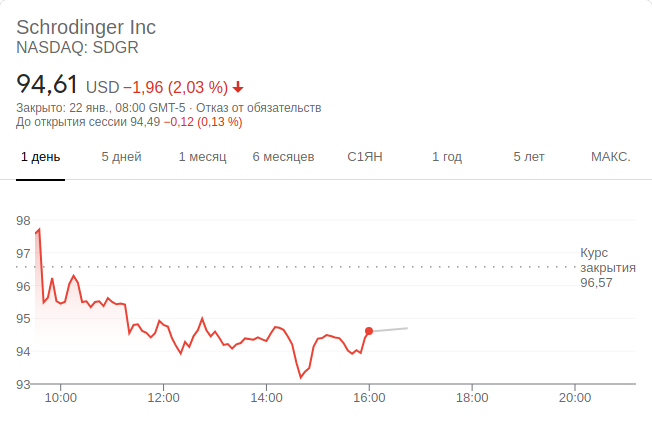 Schrodinger Inc
NASDAQ: SDGR
94,61 USD −1,96 (2,03 %)
Закрыто: 22 янв., 08:00 GMT-5 · Отказ от обязательств
До открытия сессии 94,49 −0,12 (0,13 %)
1 день 5 дней 1 месяц 6 месяцев С1ЯН 1 год 5 лет МАКС.
98
97
Курс
закрытия
96,57
96
95
94
93
10:00 12:00 14:00 16:00 18:00 20:00